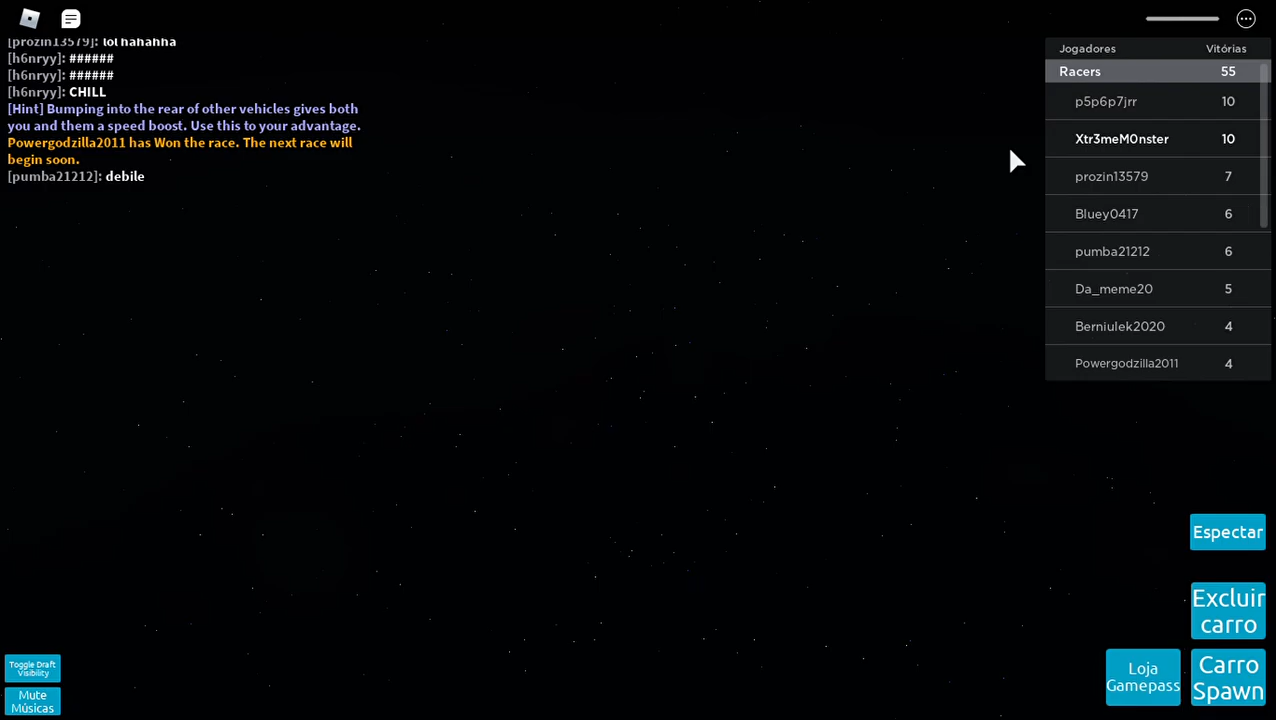 [prozin13579]: lol hahahha
[h6nryy]: ######
[h6nryy]: ######
[h6nryy]: CHILL
[Hint] Bumping into the rear of other vehicles gives both
you and them a speed boost. Use this to your advantage.
Powergodzilla2011 has Won the race. The next race will
begin soon.
[pumba21212]: debile
Jogadores Vitórias
Racers 55
p5p6p7jrr 10
Xtr3meM0nster 10
prozin13579 7
Bluey0417 6
pumba21212 6
Da_meme20 5
Berniulek2020 4
Powergodzilla2011 4
Espectar
Excluir
carro
Loja
Gamepass
Carro
Spawn
Toggle Draft
Visibility
Mute
Músicas